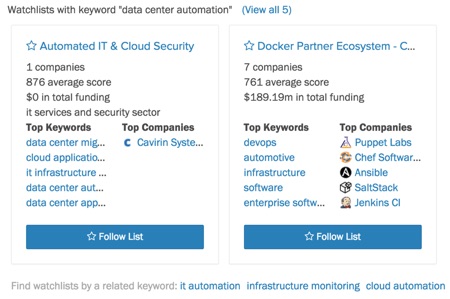 Watchlists with keyword "data center automation" (View all 5)
Automated IT & Cloud Security
1 companies
876 average score
$0 in total funding
it services and security sector
Top Keywords
data center mig...
cloud applicatio...
it infrastructure ...
data center aut...
data center app...
Top Companies
Cavirin Syste...
Follow List
Docker Partner Ecosystem - C...
7 companies
761 average score
$189.19m in total funding
Top Keywords
devops
automotive
infrastructure
software
enterprise softw...
Top Companies
Puppet Labs
Chef Softwar...
Ansible
SaltStack
Jenkins CI
Follow List
Find watchlists by a related keyword: it automation infrastructure monitoring cloud automation